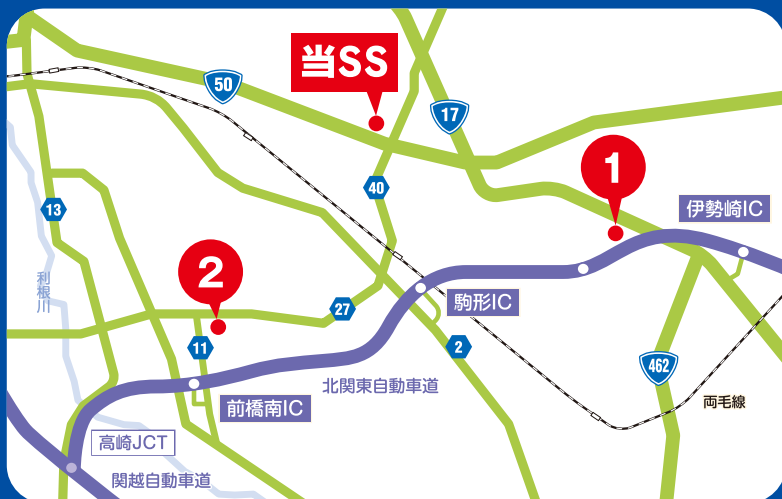 当SS
50
17
1
40
伊勢崎IC
13
2
利根川
駒形IC
27
11
2
462
北関東自動車道
両毛線
前橋南IC
高崎JCT
関越自動車道